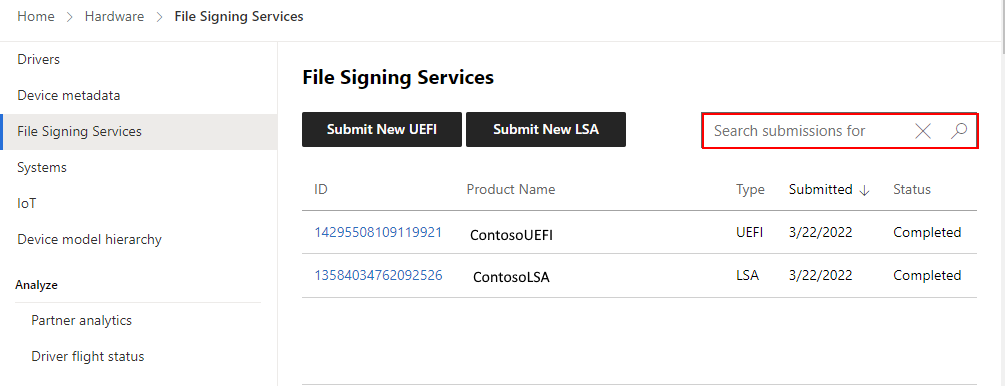 Home > Hardware > File Signing Services
Drivers
Device metadata
File Signing Services
Systems
IoT
Device model hierarchy
Analyze
Partner analytics
Driver flight status
File Signing Services
Submit New UEFI Submit New LSA Search submissions for
ID Product Name Type Submitted ↓ Status
14295508109119921 ContosoUEFI UEFI 3/22/2022 Completed
13584034762092526 ContosoLSA LSA 3/22/2022 Completed